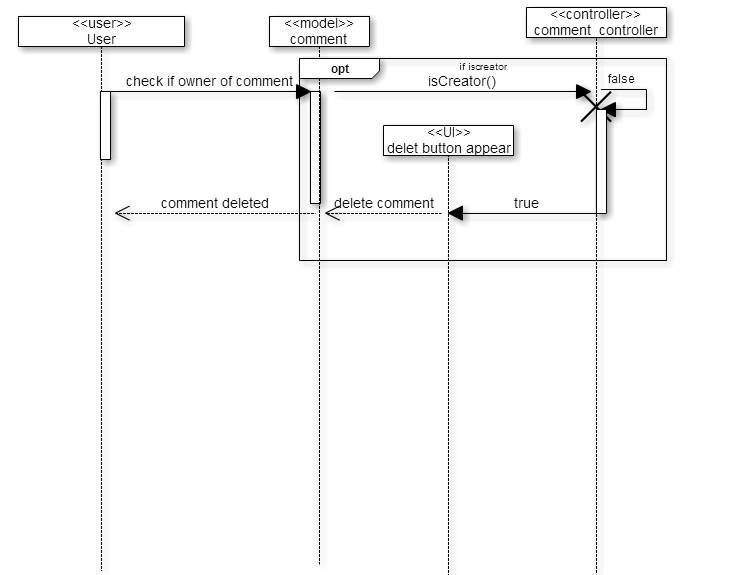 <<user>>
User
<<model>>
comment
<<controller>>
comment_controller
opt
if iscreator
check if owner of comment
isCreator()
false
<<UI>>
delet button appear
comment deleted
delete comment
true